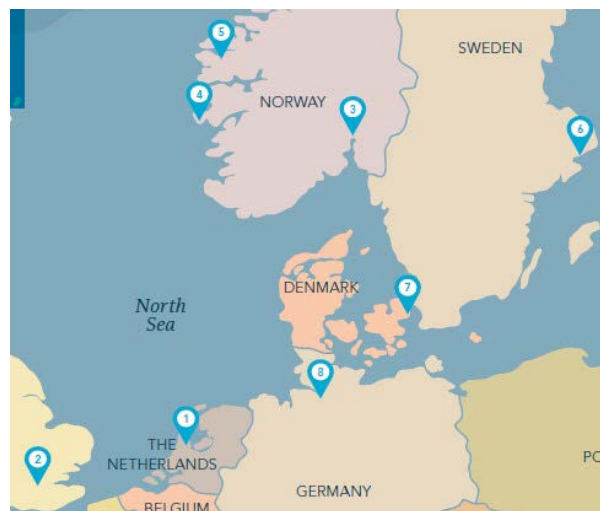 5
SWEDEN
4
NORWAY
3
6
DENMARK
7
North
Sea
8
1
THE
NETHERLANDS
2
PO
GERMANY
BELGIUM